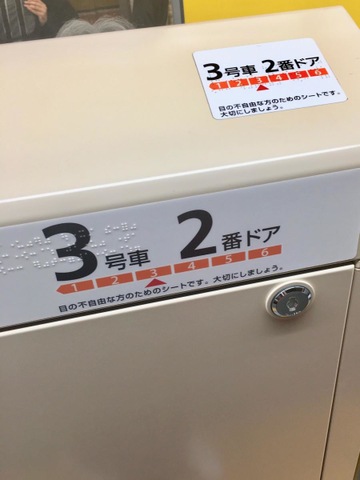 3号車 2番ドア
1 2 3 4 5 6
目の不自由な方のためのシートです。
大切にしましょう。
3号車 2番ドア
1 2 3 4 5 6
目の不自由な方のためのシートです。大切にしましょう。